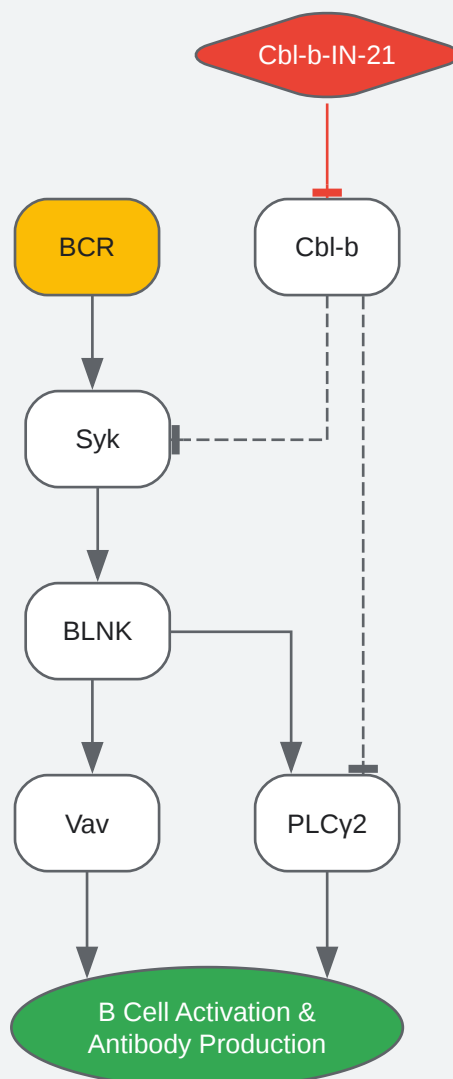 Cbl-b-IN-21
BCR
Cbl-b
Syk
BLNK
Vav
PLCγ2
B Cell Activation &
Antibody Production